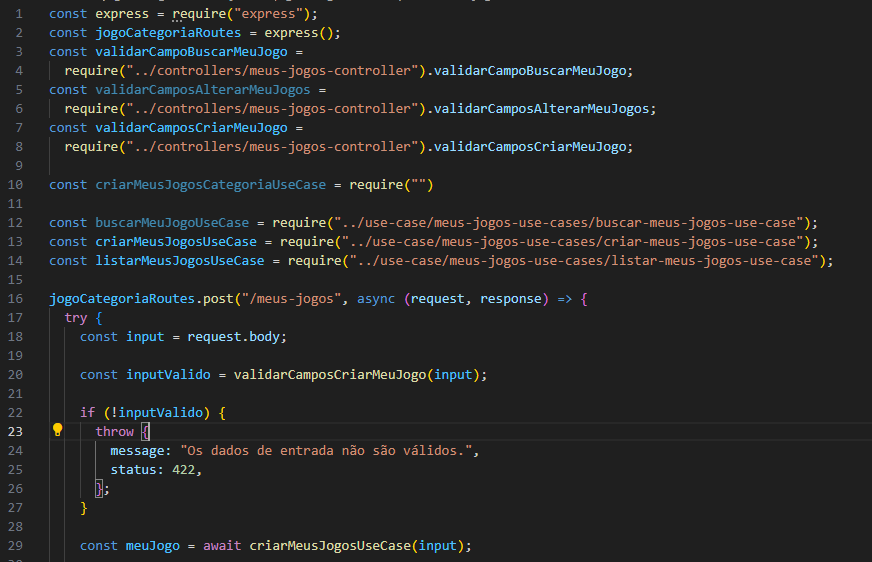 1 const express = require("express");
2 const jogoCategoriaRoutes = express();
3 const validarCampoBuscarMeuJogo =
4 require("../controllers/meus-jogos-controller").validarCampoBuscarMeuJogo;
5 const validarCamposAlterarMeuJogos =
6 require("../controllers/meus-jogos-controller").validarCamposAlterarMeuJogos;
7 const validarCamposCriarMeuJogo =
8 require("../controllers/meus-jogos-controller").validarCamposCriarMeuJogo;
9
10 const criarMeusJogosCategoriaUseCase = require("")
11
12 const buscarMeuJogoUseCase = require("../use-case/meus-jogos-use-cases/buscar-meus-jogos-use-case");
13 const criarMeusJogosUseCase = require("../use-case/meus-jogos-use-cases/criar-meus-jogos-use-case");
14 const listarMeusJogosUseCase = require("../use-case/meus-jogos-use-cases/listar-meus-jogos-use-case");
15
16 jogoCategoriaRoutes.post("/meus-jogos", async (request, response) => {
17 try {
18 const input = request.body;
19
20 const inputValido = validarCamposCriarMeuJogo(input);
21
22 if (!inputValido) {
23 throw {
24 message: "Os dados de entrada não são válidos.",
25 status: 422,
26 };
27 }
28
29 const meuJogo = await criarMeusJogosUseCase(input);